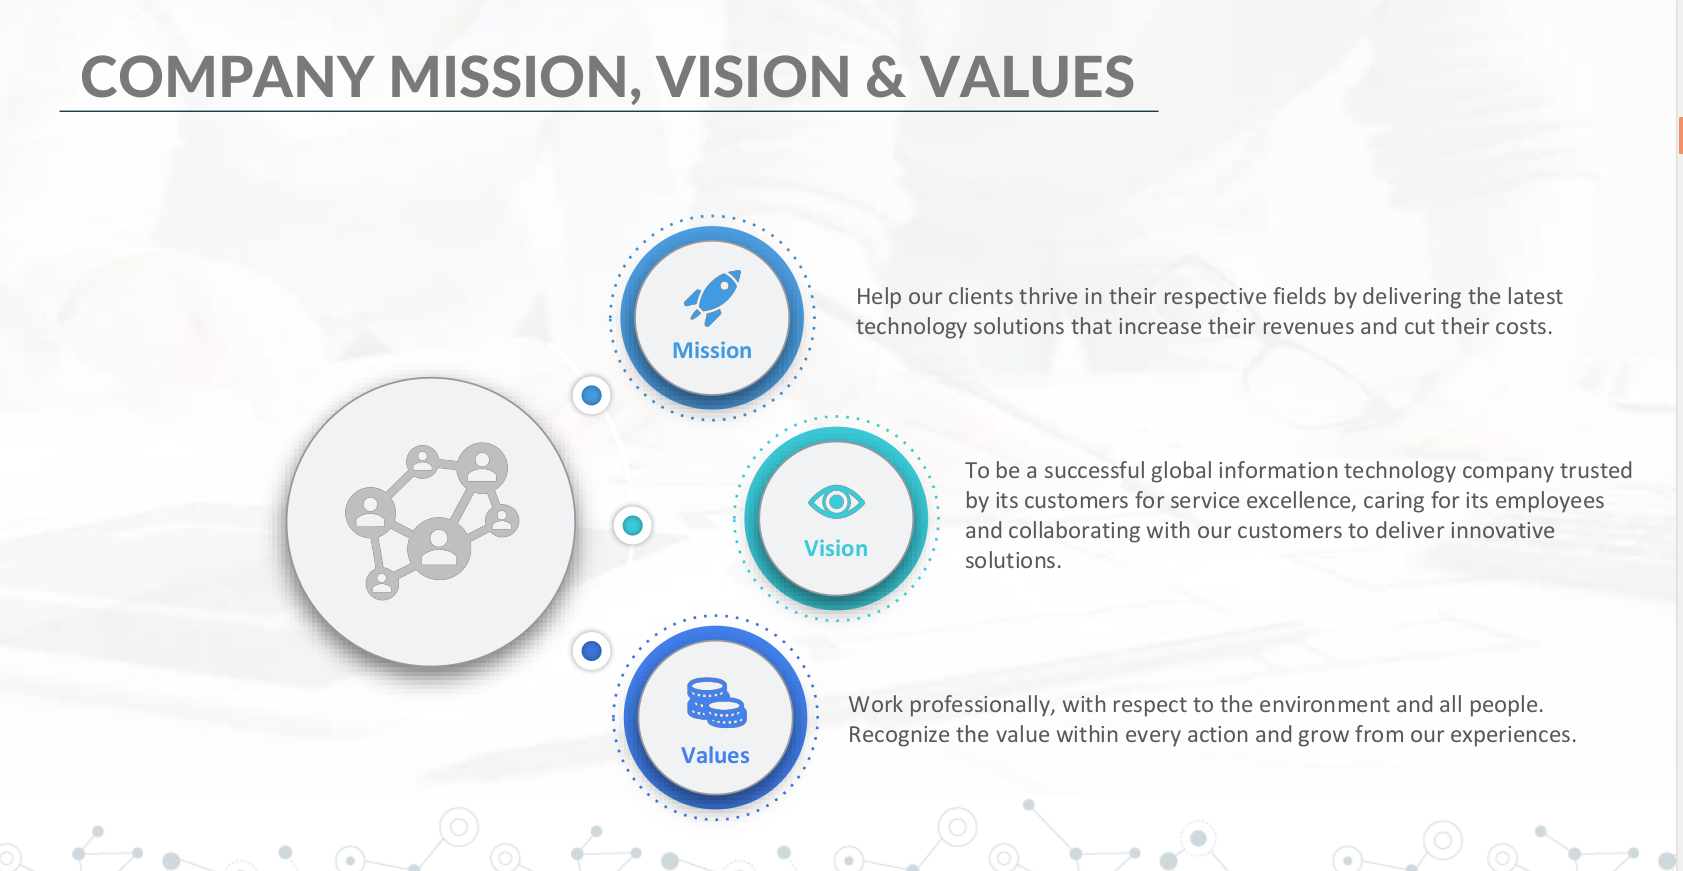 COMPANY MISSION, VISION & VALUES
Mission
Help our clients thrive in their respective fields by delivering the latest
technology solutions that increase their revenues and cut their costs.
Vision
To be a successful global information technology company trusted
by its customers for service excellence, caring for its employees
and collaborating with our customers to deliver innovative
solutions.
Values
Work professionally, with respect to the environment and all people.
Recognize the value within every action and grow from our experiences.